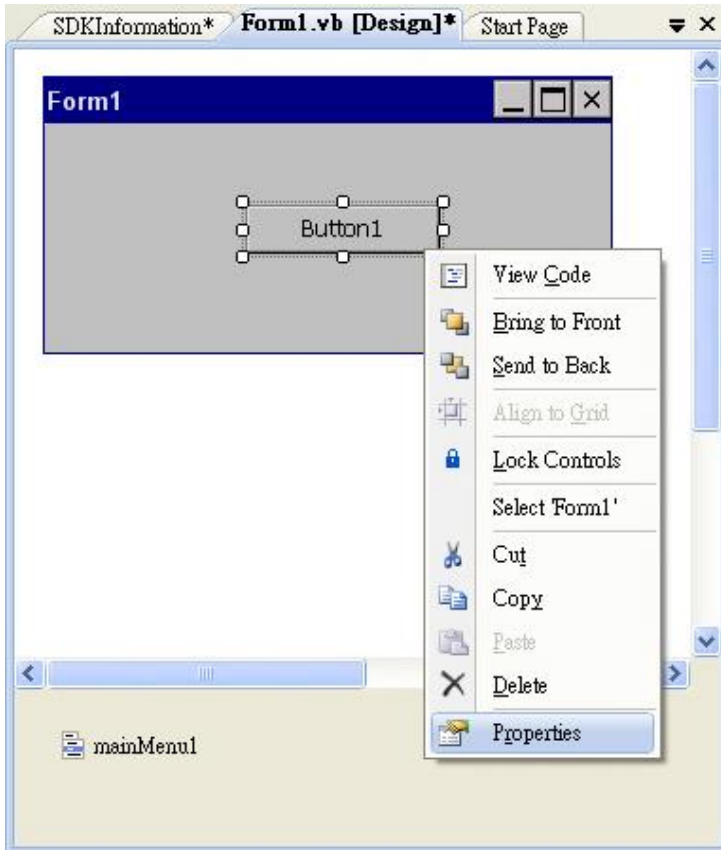 SDKInformation* Form1.vb [Design]* Start Page
Form1
Button1
View Code
Bring to Front
Send to Back
Align to Grid
Lock Controls
Select 'Form1'
Cut
Copy
Paste
Delete
Properties
mainMenu1